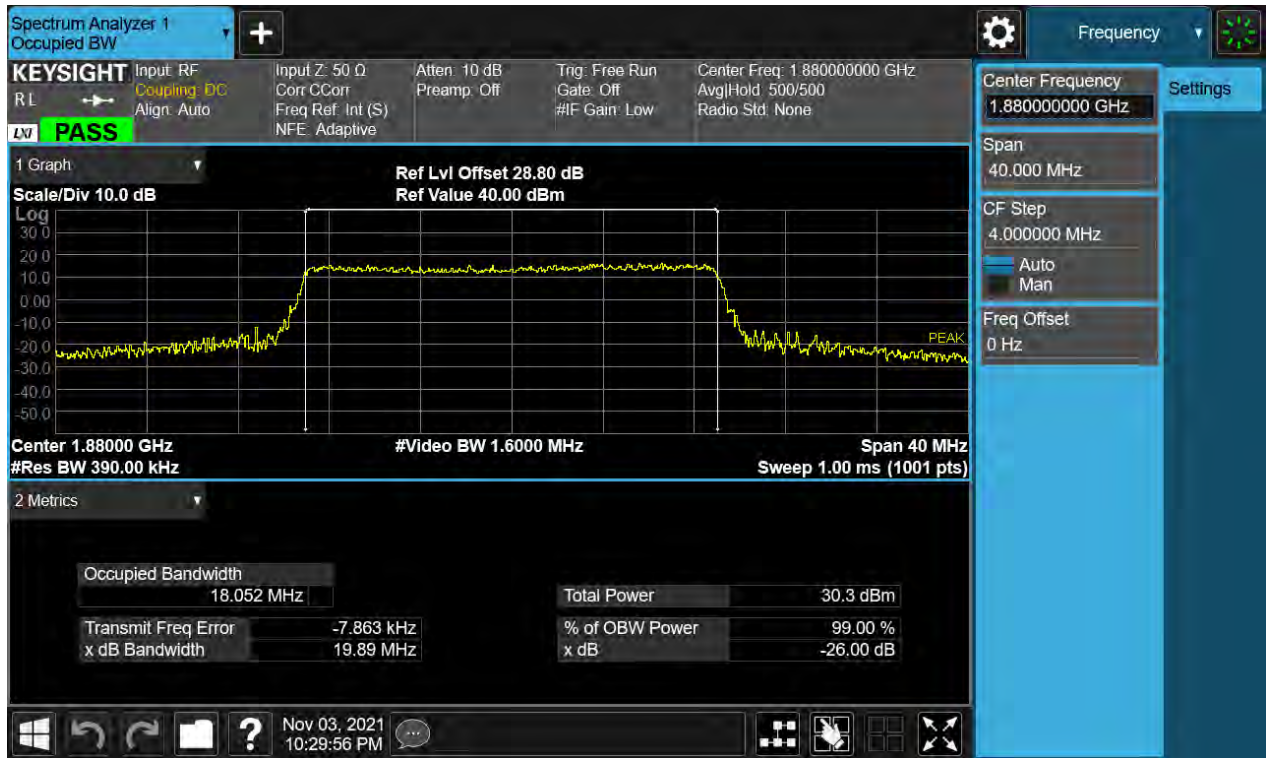 Spectrum Analyzer 1
Occupied BW
+
Frequency
KEYSIGHT
RL
LXI PASS
Input: RF
Coupling: DC
Align: Auto
Input Z: 50 Ω
Corr CCorr
Freq Ref: Int (S)
NFE: Adaptive
Atten: 10 dB
Preamp: Off
Trig: Free Run
Gate: Off
#IF Gain: Low
Center Freq: 1.880000000 GHz
Avg|Hold: 500/500
Radio Std: None
Center Frequency
1.880000000 GHz
Settings
Span
40.000 MHz
CF Step
4.000000 MHz
Auto
Man
Freq Offset
0 Hz
1 Graph
Ref Lvl Offset 28.80 dB
Scale/Div 10.0 dB
Ref Value 40.00 dBm
Log
30.0
20.0
10.0
0.00
-10.0
-20.0
-30.0
-40.0
-50.0
PEAK
Center 1.88000 GHz
#Video BW 1.6000 MHz
Span 40 MHz
#Res BW 390.00 kHz
Sweep 1.00 ms (1001 pts)
2 Metrics
Occupied Bandwidth
18.052 MHz
Transmit Freq Error -7.863 kHz
x dB Bandwidth 19.89 MHz
Total Power 30.3 dBm
% of OBW Power 99.00 %
x dB -26.00 dB
?
Nov 03, 2021
10:29:56 PM